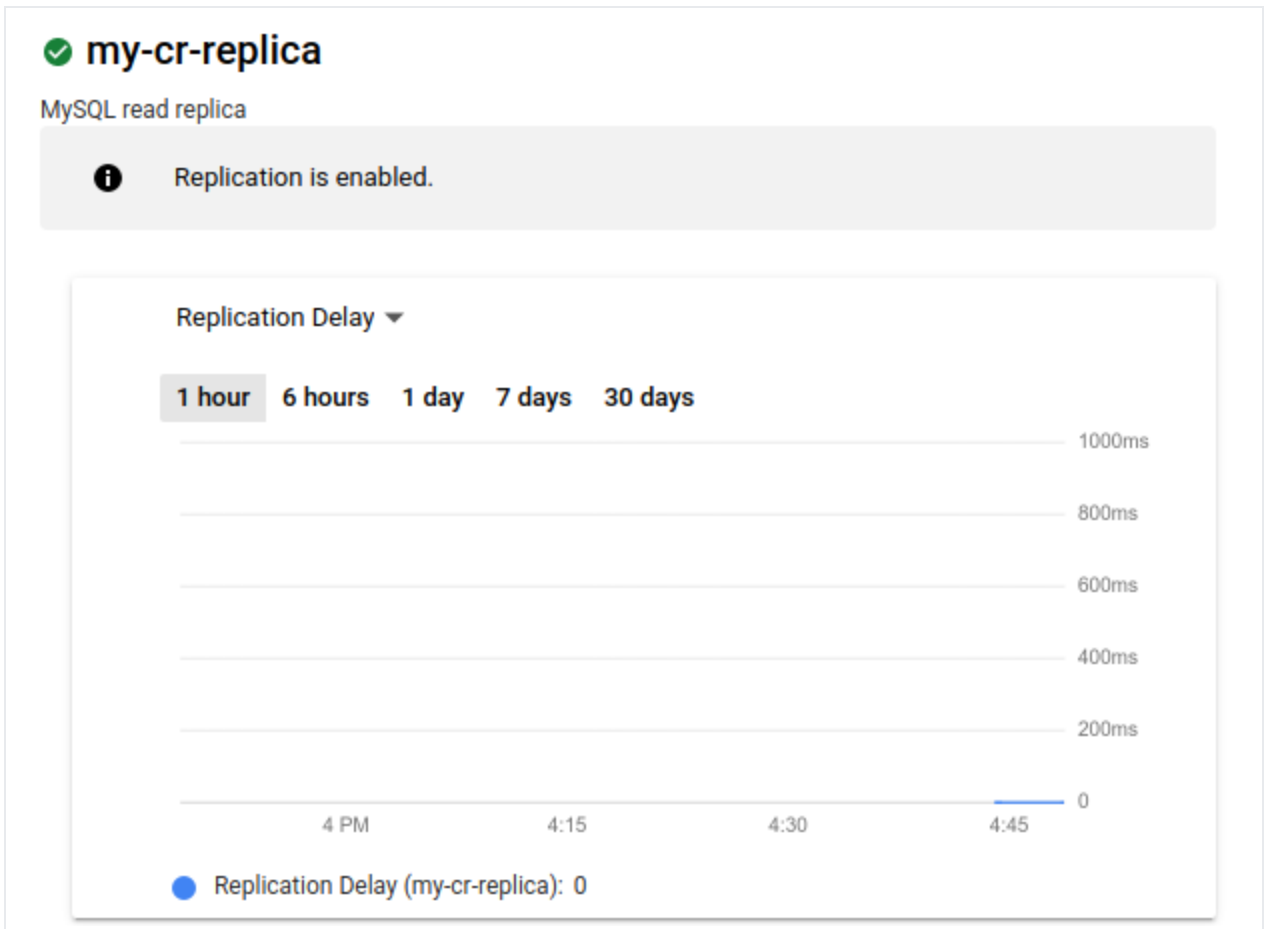 my-cr-replica
MySQL read replica
Replication is enabled.
Replication Delay
1 hour 6 hours 1 day 7 days 30 days
1000ms
800ms
600ms
400ms
200ms
0
4 PM 4:15 4:30 4:45
Replication Delay (my-cr-replica): 0